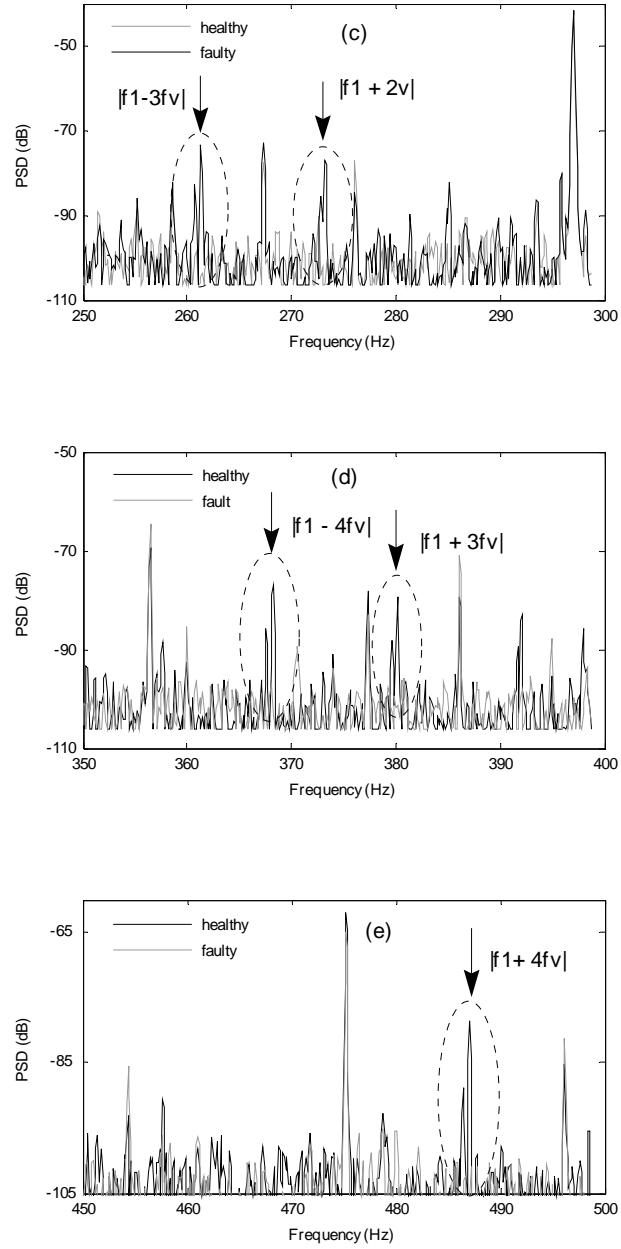 -50
-70
-90
-110
PSD (dB)
healthy
faulty
(c)
|f1-3fv|
|f1 + 2v|
250 260 270 280 290 300
Frequency (Hz)
-50
-70
-90
-110
PSD (dB)
healthy
fault
(d)
|f1 - 4fv|
|f1 + 3fv|
350 360 370 380 390 400
Frequency (Hz)
-65
-85
-105
PSD (dB)
healthy
faulty
(e)
|f1+ 4fv|
450 460 470 480 490 500
Frequency (Hz)